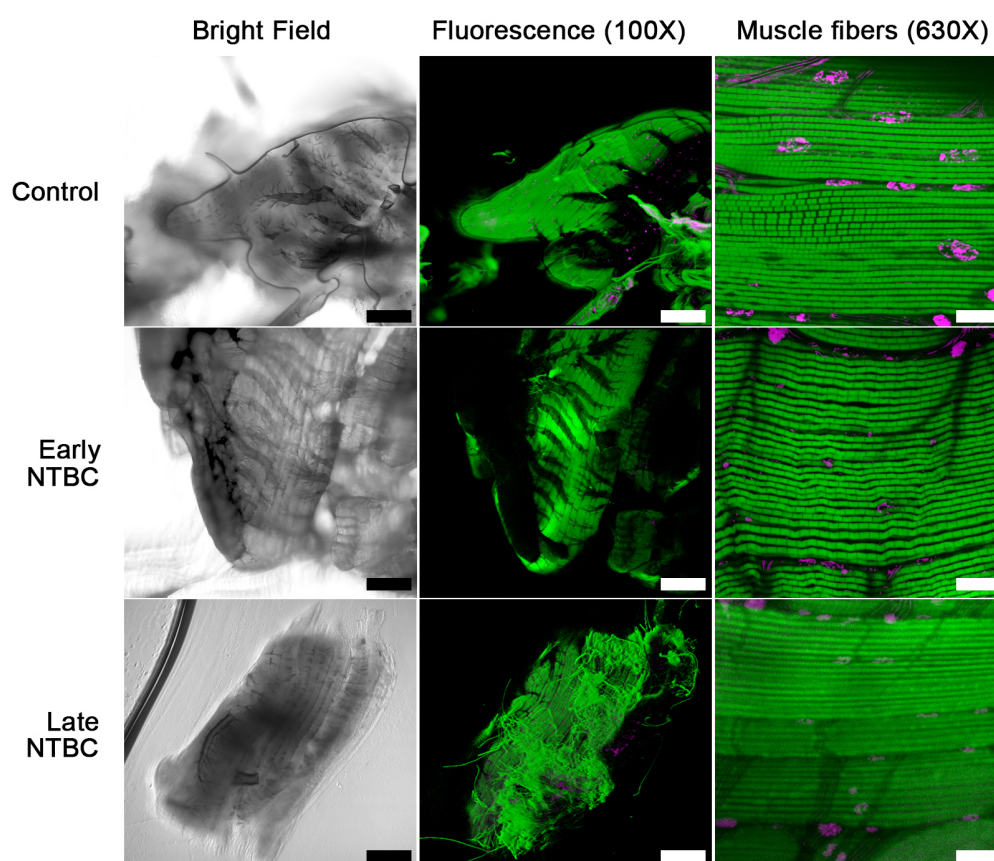 Bright Field
Fluorescence (100X)
Muscle fibers (630X)
Control
Early
NTBC
Late
NTBC